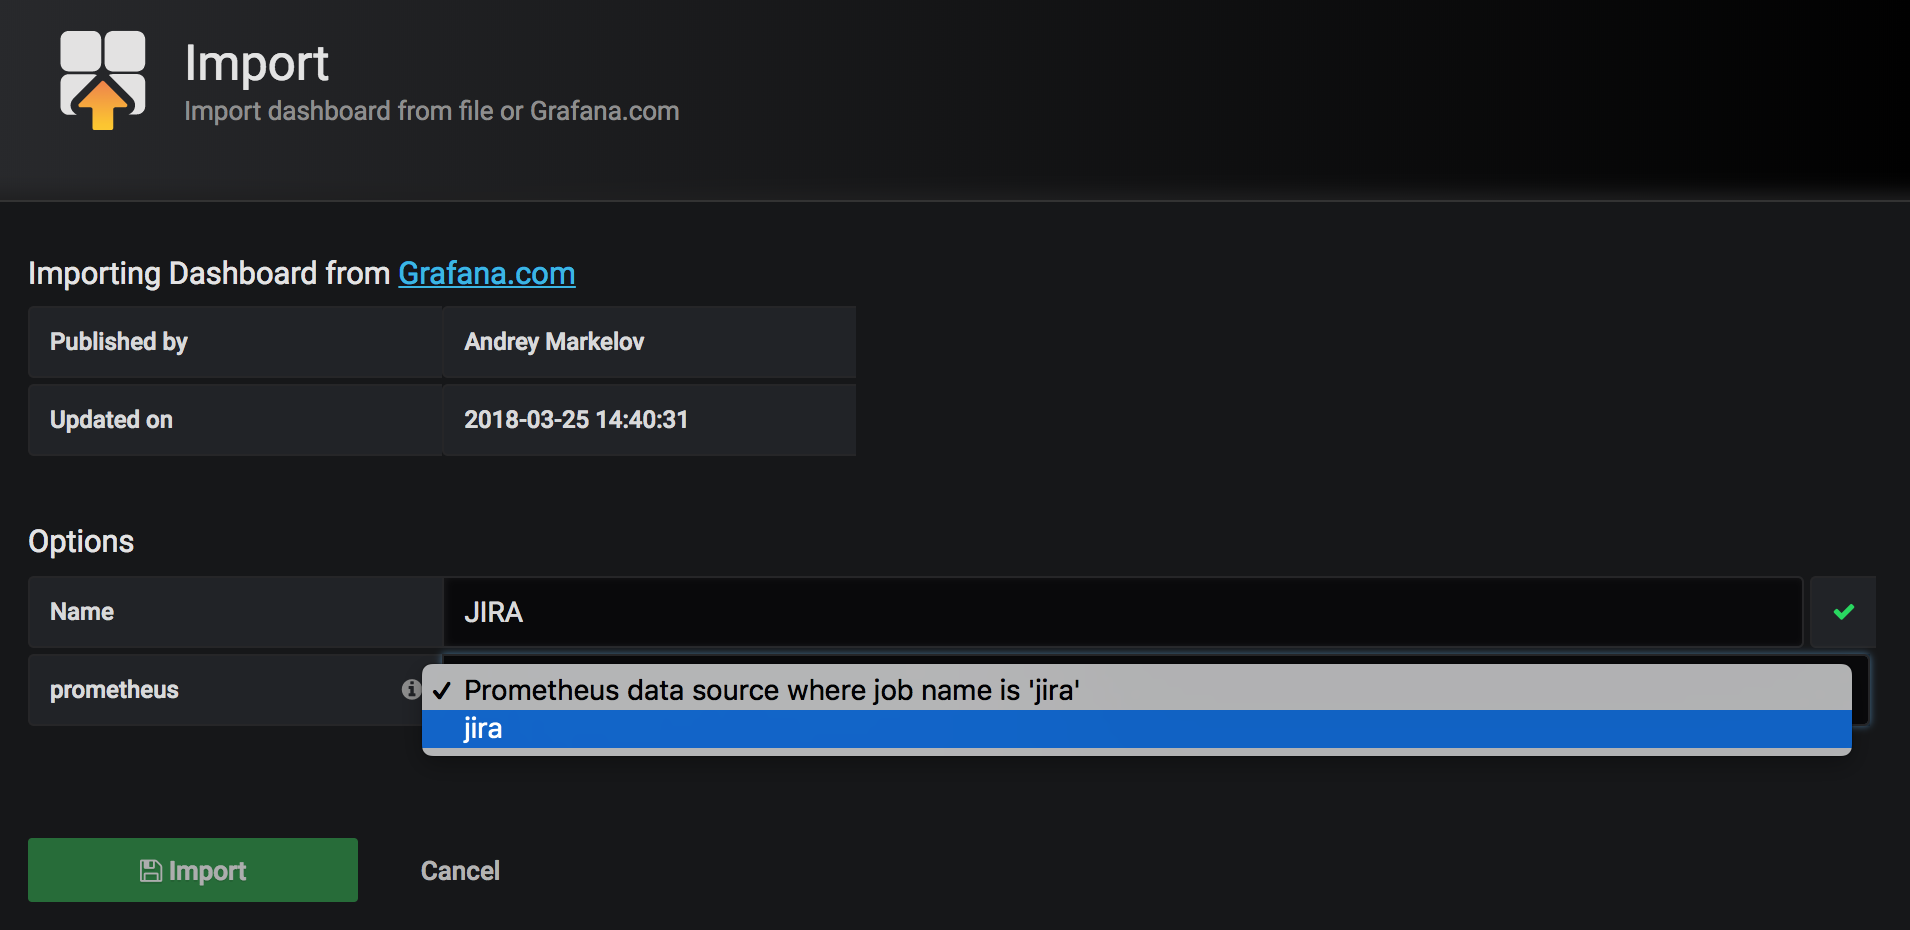 Import
Import dashboard from file or Grafana.com
Importing Dashboard from Grafana.com
Published by Andrey Markelov
Updated on 2018-03-25 14:40:31
Options
Name JIRA
prometheus Prometheus data source where job name is 'jira'
jira
Import Cancel